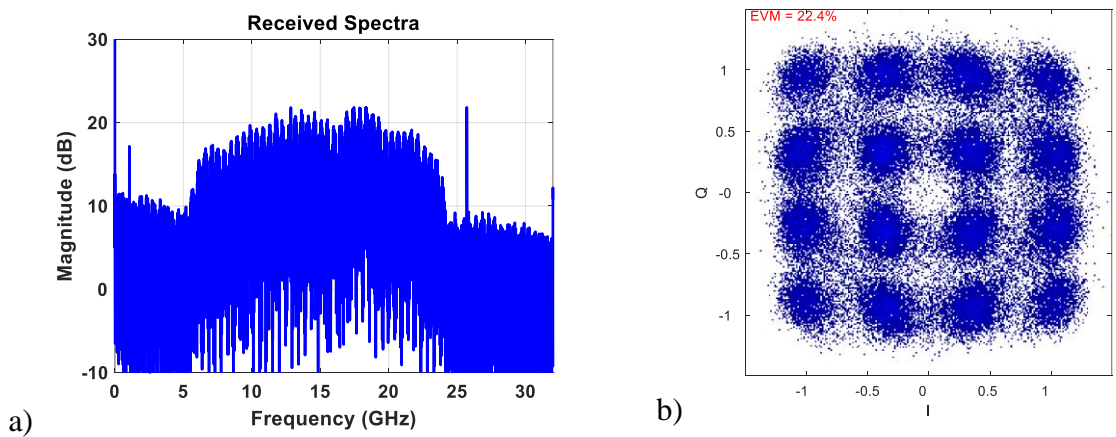 Received Spectra
30
20
10
0
-10
Magnitude (dB)
0 5 10 15 20 25 30
Frequency (GHz)
a)
EVM = 22.4%
1
0.5
-0
-0.5
-1
Q
-1 -0.5 0 0.5 1
I
b)